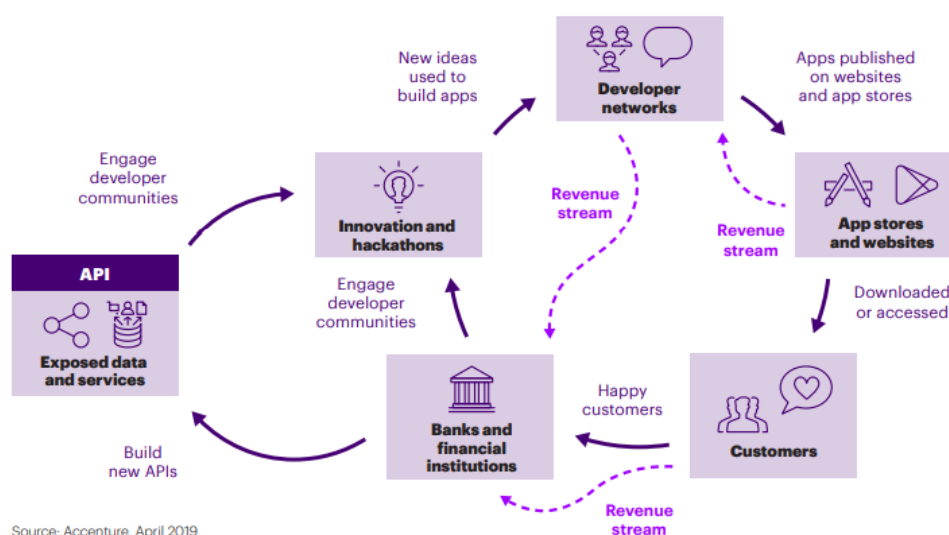 New ideas
used to
build apps
Developer
networks
Apps published
on websites
and app stores
Engage
developer
communities
Innovation and
hackathons
Revenue
stream
Revenue
stream
App stores
and websites
API
Exposed data
and services
Engage
developer
communities
Downloaded
or accessed
Happy
customers
Banks and
financial
institutions
Customers
Build
new APIs
Revenue
stream
Source: Accenture, April 2019